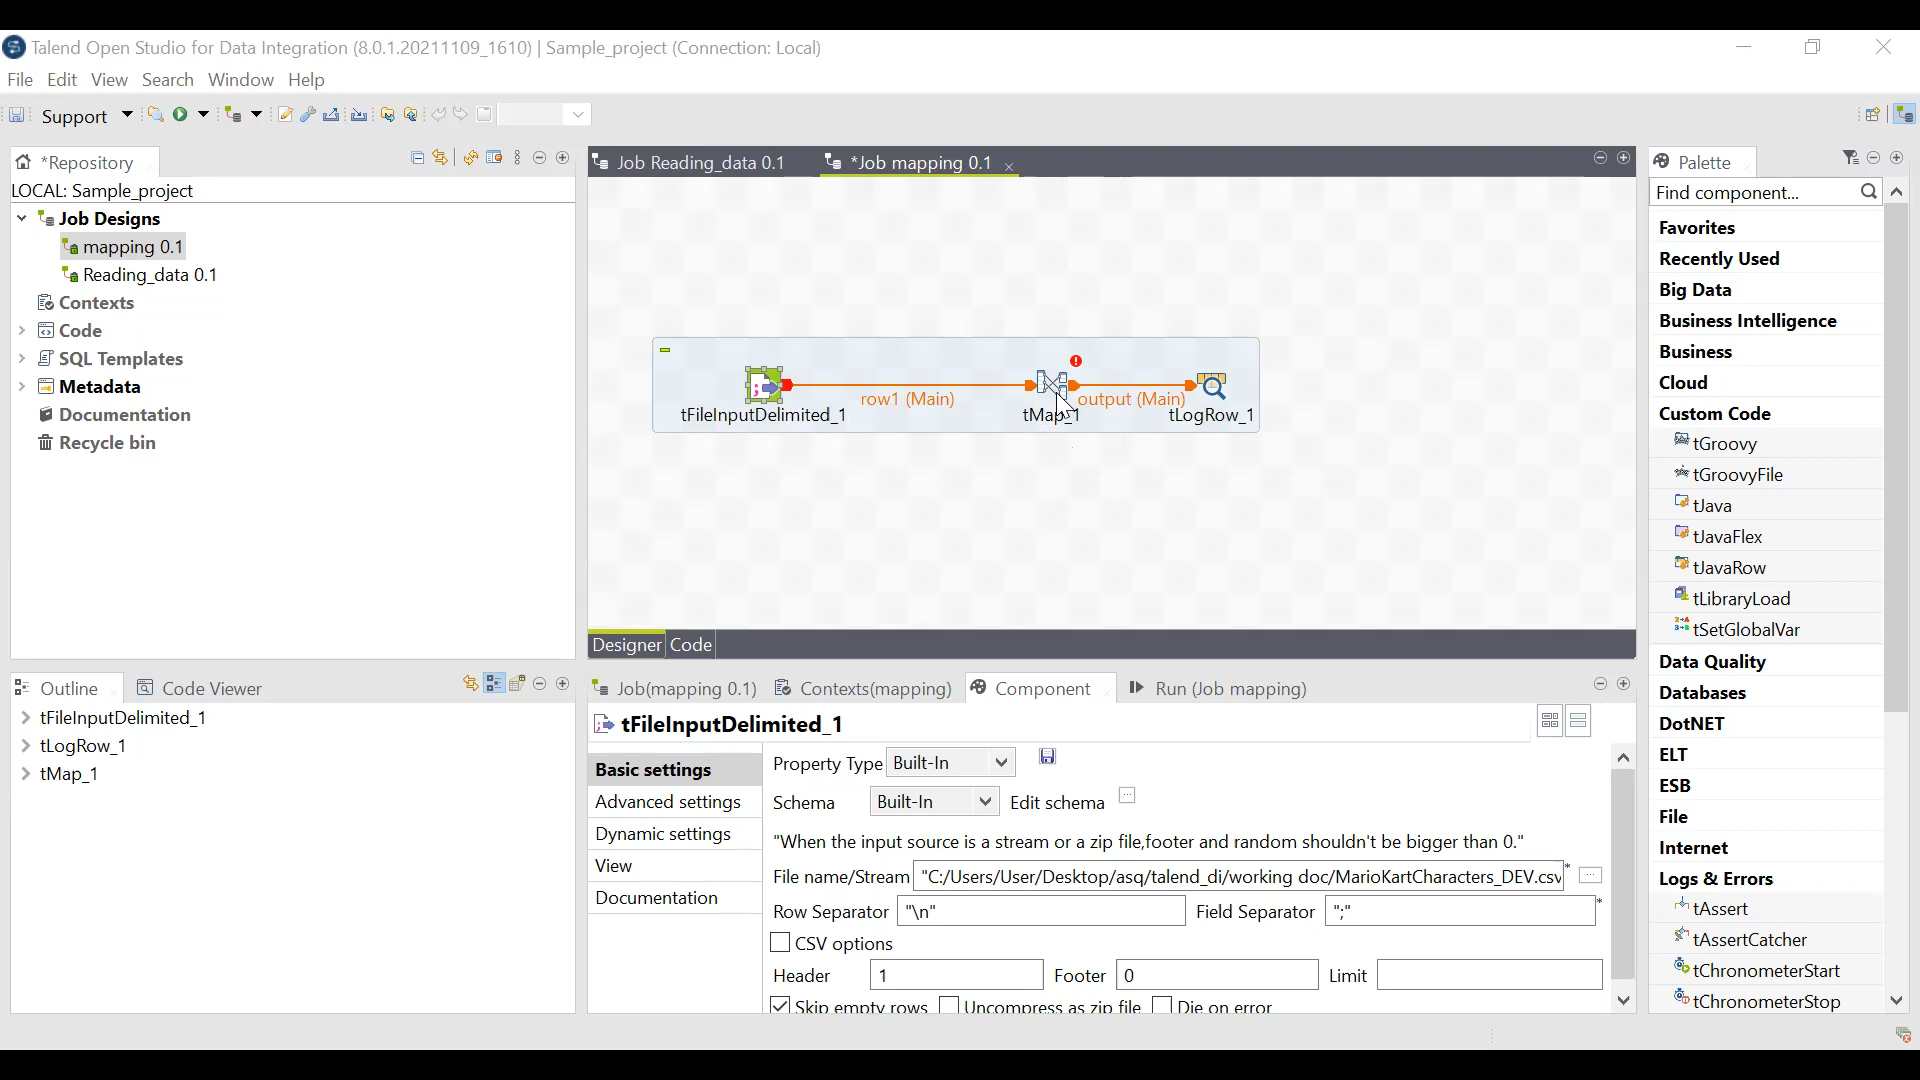 Talend Open Studio for Data Integration (8.0.1.20211109_1610) | Sample_project (Connection: Local)
File Edit View Search Window Help
Support
*Repository
LOCAL: Sample_project
Job Designs
mapping 0.1
Reading_data 0.1
Contexts
Code
SQL Templates
Metadata
Documentation
Recycle bin
Job Reading_data 0.1
*Job mapping 0.1
row1 (Main)
output (Main)
tFileInputDelimited_1
tMap_1
tLogRow_1
Designer Code
Palette
Find component...
Favorites
Recently Used
Big Data
Business Intelligence
Business
Cloud
Custom Code
tGroovy
tGroovyFile
tJava
tJavaFlex
tJavaRow
tLibraryLoad
tSetGlobalVar
Data Quality
Databases
DotNET
ELT
ESB
File
Internet
Logs & Errors
tAssert
tAssertCatcher
tChronometerStart
tChronometerStop
Outline Code Viewer
tFileInputDelimited_1
tLogRow_1
tMap_1
Job(mapping 0.1) Contexts(mapping) Component Run (Job mapping)
tFileInputDelimited_1
Basic settings
Advanced settings
Dynamic settings
View
Documentation
Property Type Built-In
Schema Built-In Edit schema ...
"When the input source is a stream or a zip file,footer and random shouldn't be bigger than 0."
File name/Stream "C:/Users/User/Desktop/asq/talend_di/working doc/MarioKartCharacters_DEV.csv * ...
Row Separator "\n" Field Separator ";" *
CSV options
Header 1 Footer 0 Limit
Skip empty rows Uncompress as zip file Die on error